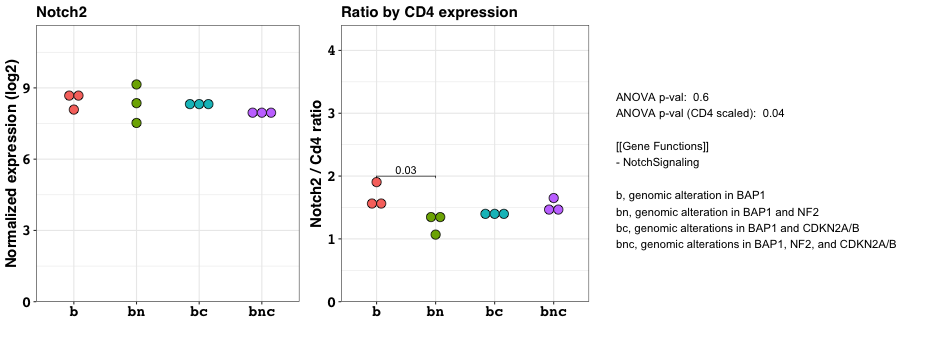 Notch2
Normalized expression (log2)
9
6
3
0
b bn bc bnc
Ratio by CD4 expression
Notch2 / Cd4 ratio
4
3
2
1
0
0.03
b bn bc bnc
ANOVA p-val: 0.6
ANOVA p-val (CD4 scaled): 0.04
[[Gene Functions]]
- NotchSignaling
b, genomic alteration in BAP1
bn, genomic alteration in BAP1 and NF2
bc, genomic alterations in BAP1 and CDKN2A/B
bnc, genomic alterations in BAP1, NF2, and CDKN2A/B